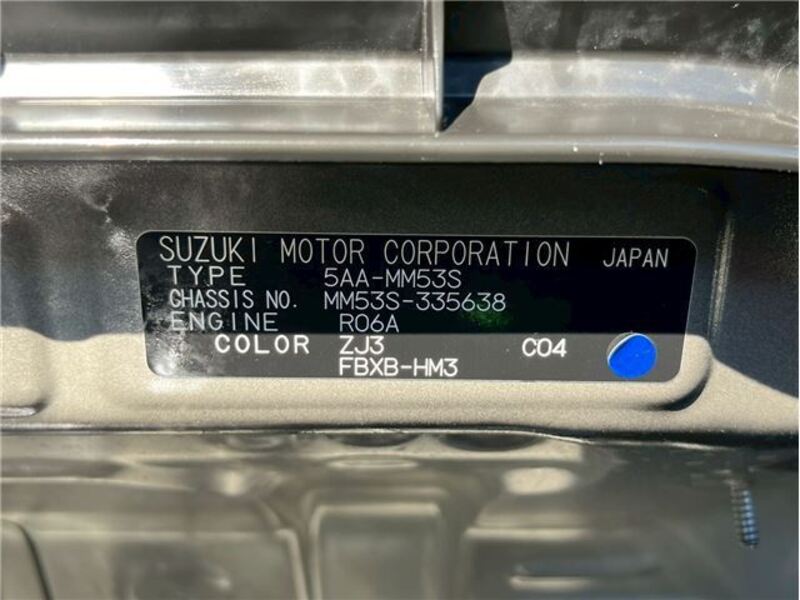 SUZUKI MOTOR CORPORATION JAPAN
TYPE 5AA-MM53S
CHASSIS NO. MM53S-335638
ENGINE R06A
COLOR ZJ3 C04
FBXB-HM3